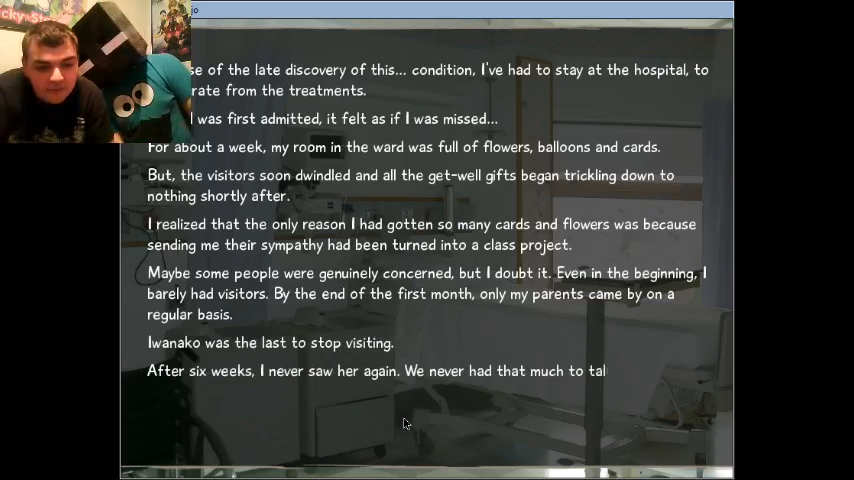 cky☆St
jo
se of the late discovery of this... condition, I've had to stay at the hospital, to
rate from the treatments.
I was first admitted, it felt as if I was missed...
For about a week, my room in the ward was full of flowers, balloons and cards.
But, the visitors soon dwindled and all the get-well gifts began trickling down to
nothing shortly after.
I realized that the only reason I had gotten so many cards and flowers was because
sending me their sympathy had been turned into a class project.
Maybe some people were genuinely concerned, but I doubt it. Even in the beginning, I
barely had visitors. By the end of the first month, only my parents came by on a
regular basis.
Iwanako was the last to stop visiting.
After six weeks, I never saw her again. We never had that much to tal